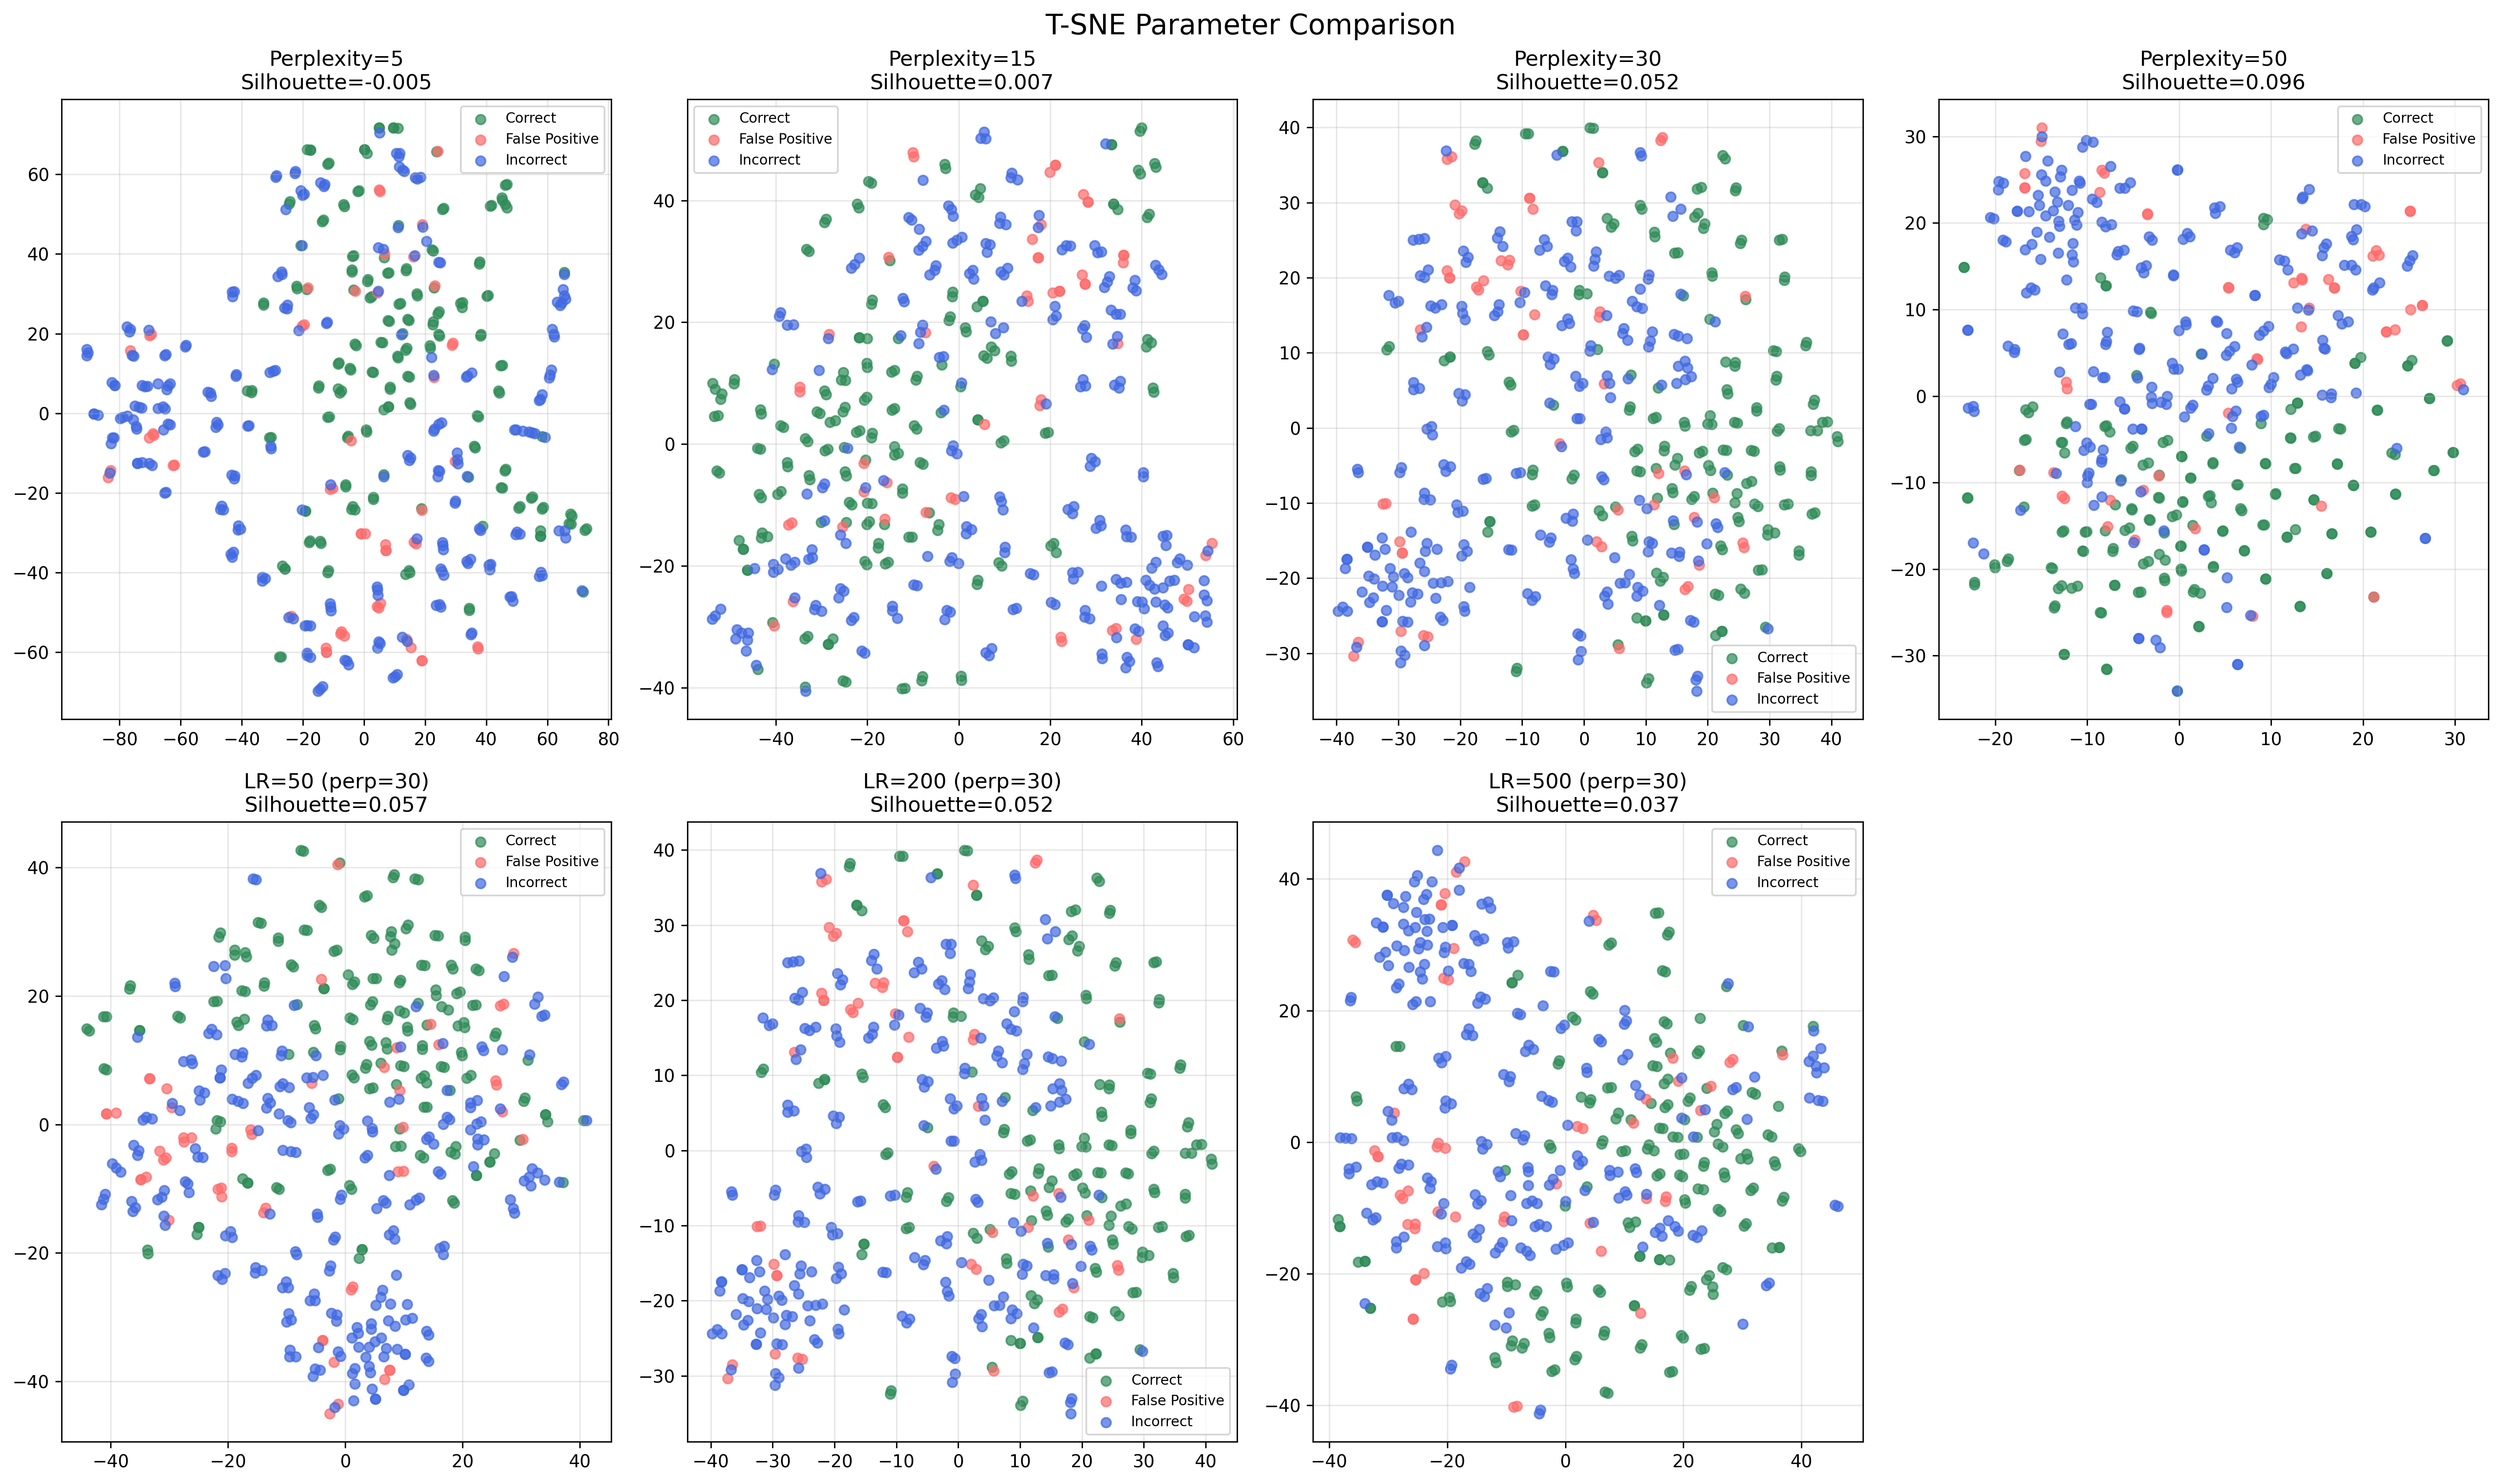 T-SNE Parameter Comparison
Perplexity=5
Silhouette=-0.005
Correct
False Positive
Incorrect
60
40
20
0
−20
−40
−60
−80
−60
−40
−20
0
20
40
60
80
Perplexity=15
Silhouette=0.007
Correct
False Positive
Incorrect
40
20
0
−20
−40
−40
−20
0
20
40
60
Perplexity=30
Silhouette=0.052
40
30
20
10
0
−10
−20
−30
Correct
False Positive
Incorrect
−40
−30
−20
−10
0
10
20
30
40
Perplexity=50
Silhouette=0.096
Correct
False Positive
Incorrect
30
20
10
0
−10
−20
−30
−20
−10
0
10
20
30
LR=50 (perp=30)
Silhouette=0.057
Correct
False Positive
Incorrect
40
20
0
−20
−40
−40
−20
0
20
40
LR=200 (perp=30)
Silhouette=0.052
40
30
20
10
0
−10
−20
−30
Correct
False Positive
Incorrect
−40
−30
−20
−10
0
10
20
30
40
LR=500 (perp=30)
Silhouette=0.037
Correct
False Positive
Incorrect
40
20
0
−20
−40
−40
−20
0
20
40